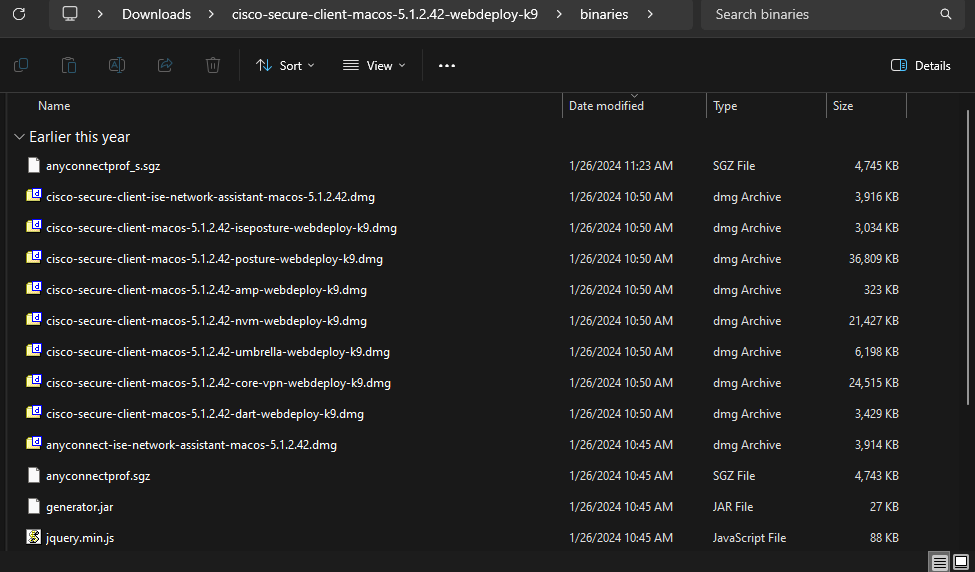 Downloads > cisco-secure-client-macos-5.1.2.42-webdeploy-k9 > binaries > Search binaries
Sort View ... Details
Name Date modified Type Size
Earlier this year
anyconnectprof_s.sgz 1/26/2024 11:23 AM SGZ File 4,745 KB
cisco-secure-client-ise-network-assistant-macos-5.1.2.42.dmg 1/26/2024 10:50 AM dmg Archive 3,916 KB
cisco-secure-client-macos-5.1.2.42-iseposture-webdeploy-k9.dmg 1/26/2024 10:50 AM dmg Archive 3,034 KB
cisco-secure-client-macos-5.1.2.42-posture-webdeploy-k9.dmg 1/26/2024 10:50 AM dmg Archive 36,809 KB
cisco-secure-client-macos-5.1.2.42-amp-webdeploy-k9.dmg 1/26/2024 10:50 AM dmg Archive 323 KB
cisco-secure-client-macos-5.1.2.42-nvm-webdeploy-k9.dmg 1/26/2024 10:50 AM dmg Archive 21,427 KB
cisco-secure-client-macos-5.1.2.42-umbrella-webdeploy-k9.dmg 1/26/2024 10:50 AM dmg Archive 6,198 KB
cisco-secure-client-macos-5.1.2.42-core-vpn-webdeploy-k9.dmg 1/26/2024 10:50 AM dmg Archive 24,515 KB
cisco-secure-client-macos-5.1.2.42-dart-webdeploy-k9.dmg 1/26/2024 10:50 AM dmg Archive 3,429 KB
anyconnect-ise-network-assistant-macos-5.1.2.42.dmg 1/26/2024 10:45 AM dmg Archive 3,914 KB
anyconnectprof.sgz 1/26/2024 10:45 AM SGZ File 4,743 KB
generator.jar 1/26/2024 10:45 AM JAR File 27 KB
jquery.min.js 1/26/2024 10:45 AM JavaScript File 88 KB